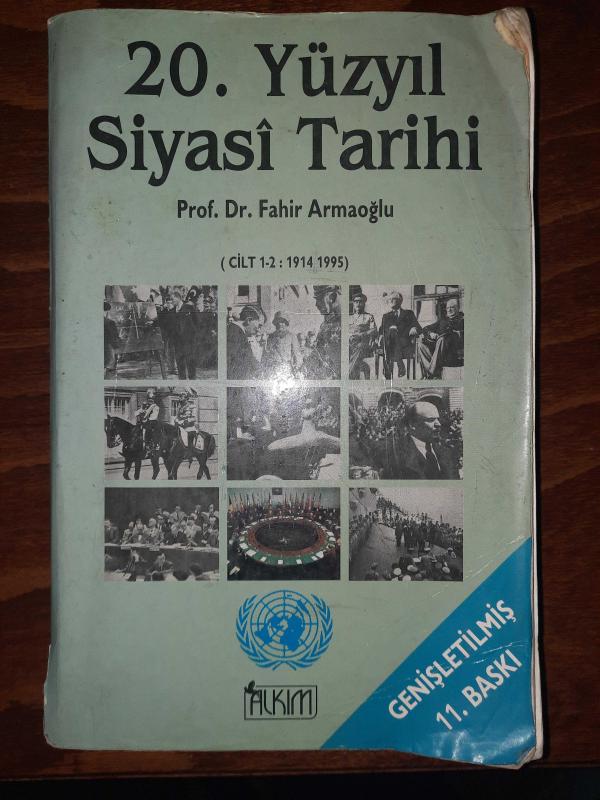 20. Yüzyıl
Siyasî Tarihi
Prof. Dr. Fahir Armaoğlu
( CİLT 1-2 : 1914 1995)
GENİŞLETİLMİŞ
11. BASKI
ALKIM